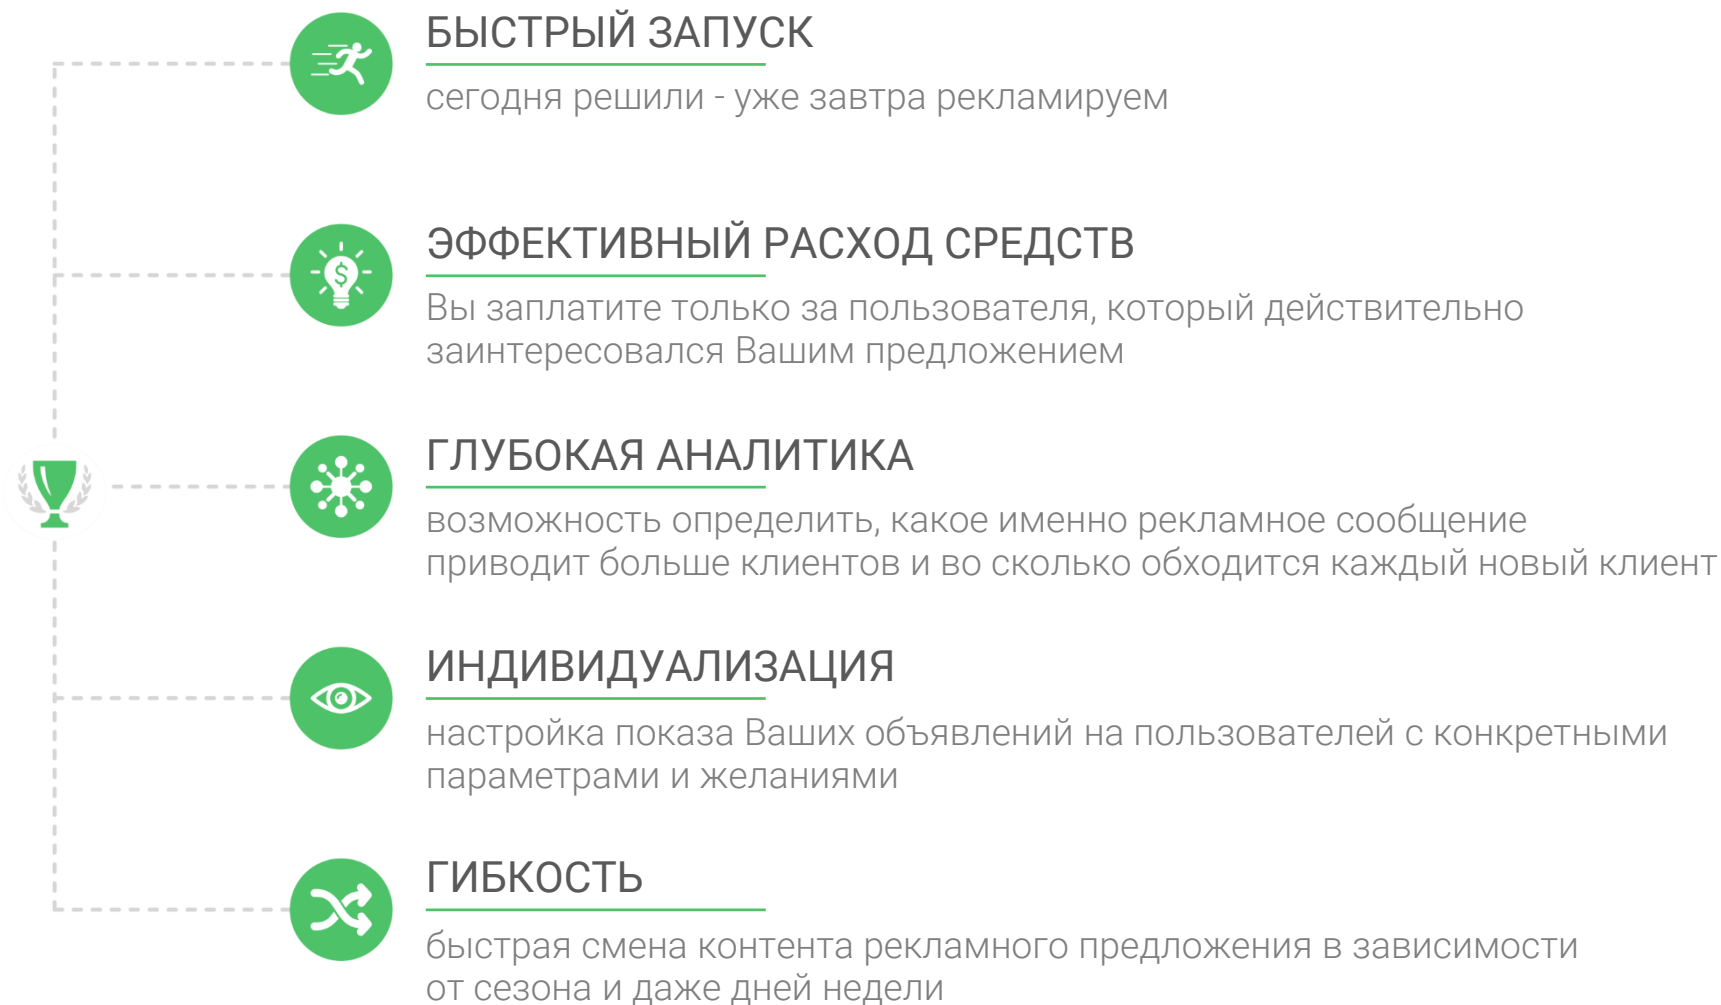 БЫСТРЫЙ ЗАПУСК
сегодня решили - уже завтра рекламируем
ЭФФЕКТИВНЫЙ РАСХОД СРЕДСТВ
Вы заплатите только за пользователя, который действительно
заинтересовался Вашим предложением
ГЛУБОКАЯ АНАЛИТИКА
возможность определить, какое именно рекламное сообщение
приводит больше клиентов и во сколько обходится каждый новый клиент
ИНДИВИДУАЛИЗАЦИЯ
настройка показа Ваших объявлений на пользователей с конкретными
параметрами и желаниями
ГИБКОСТЬ
быстрая смена контента рекламного предложения в зависимости
от сезона и даже дней недели